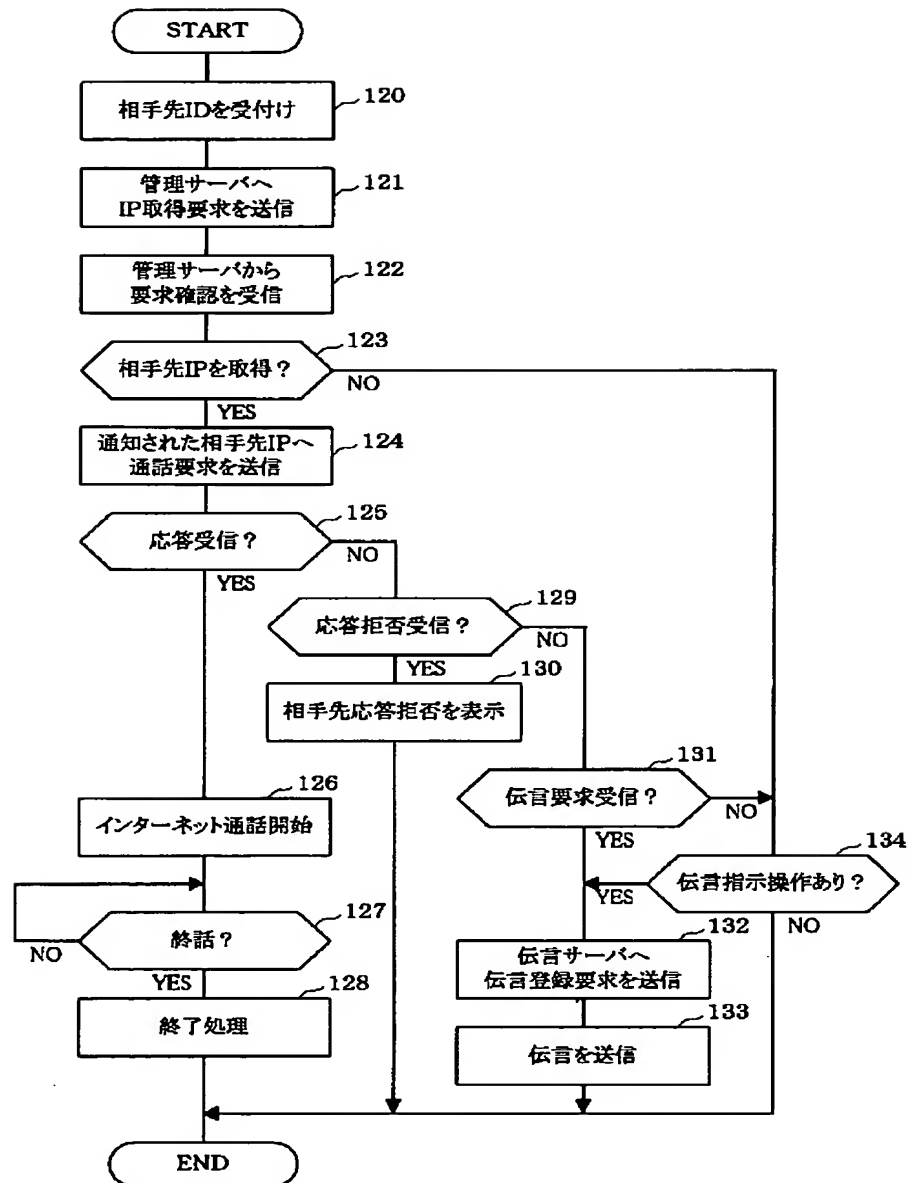 START
相手先IDを受付け
120
管理サーバへ
IP取得要求を送信
121
管理サーバから
要求確認を受信
122
相手先IPを取得？
123
NO
YES
通知された相手先IPへ
通話要求を送信
124
応答受信？
125
NO
YES
応答拒否受信？
129
NO
YES
相手先応答拒否を表示
130
伝言要求受信？
131
NO
YES
インターネット通話開始
126
伝言指示操作あり？
134
YES
NO
終話？
127
NO
YES
伝言サーバへ
伝言登録要求を送信
132
終了処理
128
伝言を送信
133
END